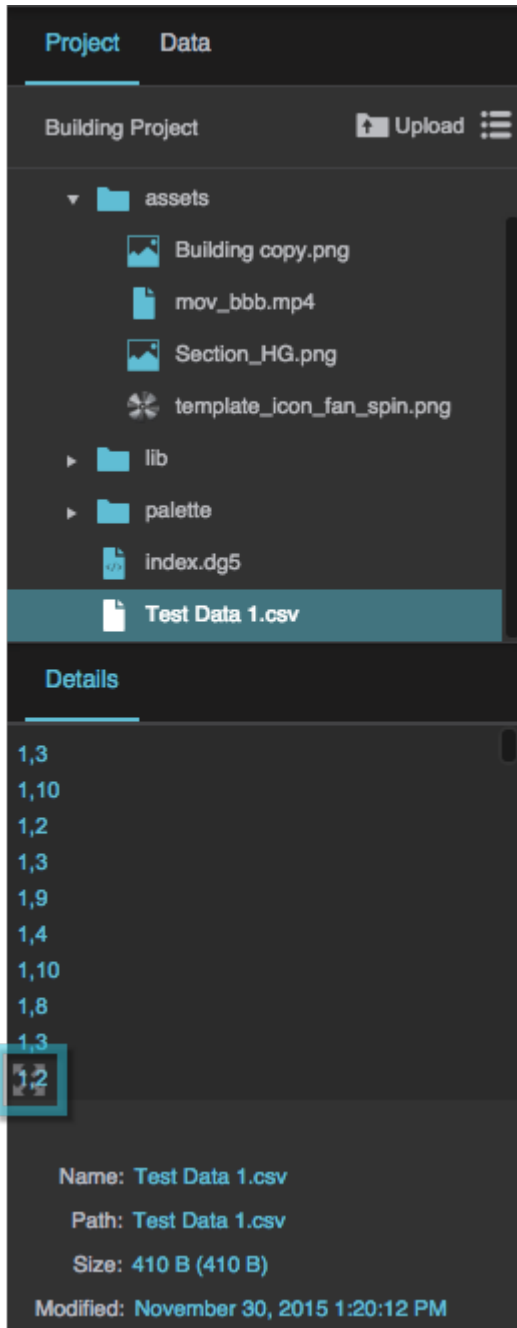 Project Data
Building Project Upload
assets
Building copy.png
mov_bbb.mp4
Section_HG.png
template_icon_fan_spin.png
lib
palette
index.dg5
Test Data 1.csv
Details
1,3
1,10
1,2
1,3
1,9
1,4
1,10
1,8
1,3
1,2
Name: Test Data 1.csv
Path: Test Data 1.csv
Size: 410 B (410 B)
Modified: November 30, 2015 1:20:12 PM